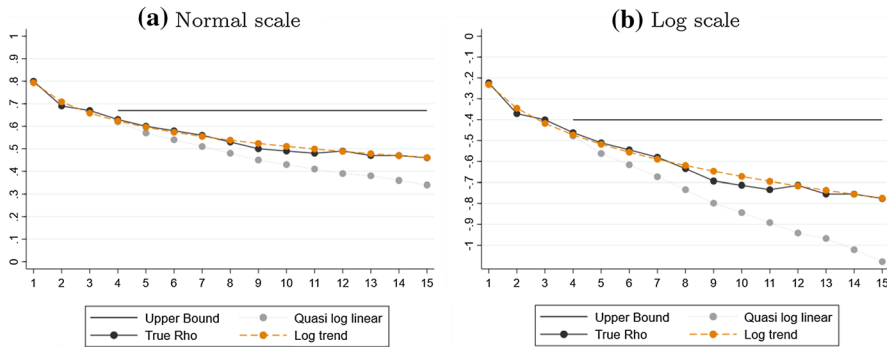 (a) Normal scale
1
.9
.8
.7
.6
.5
.4
.3
.2
.1
0
1 2 3 4 5 6 7 8 9 10 11 12 13 14 15
Upper Bound Quasi log linear
True Rho Log trend
(b) Log scale
0
-.1
-.2
-.3
-.4
-.5
-.6
-.7
-.8
-.9
-1
1 2 3 4 5 6 7 8 9 10 11 12 13 14 15
Upper Bound Quasi log linear
True Rho Log trend